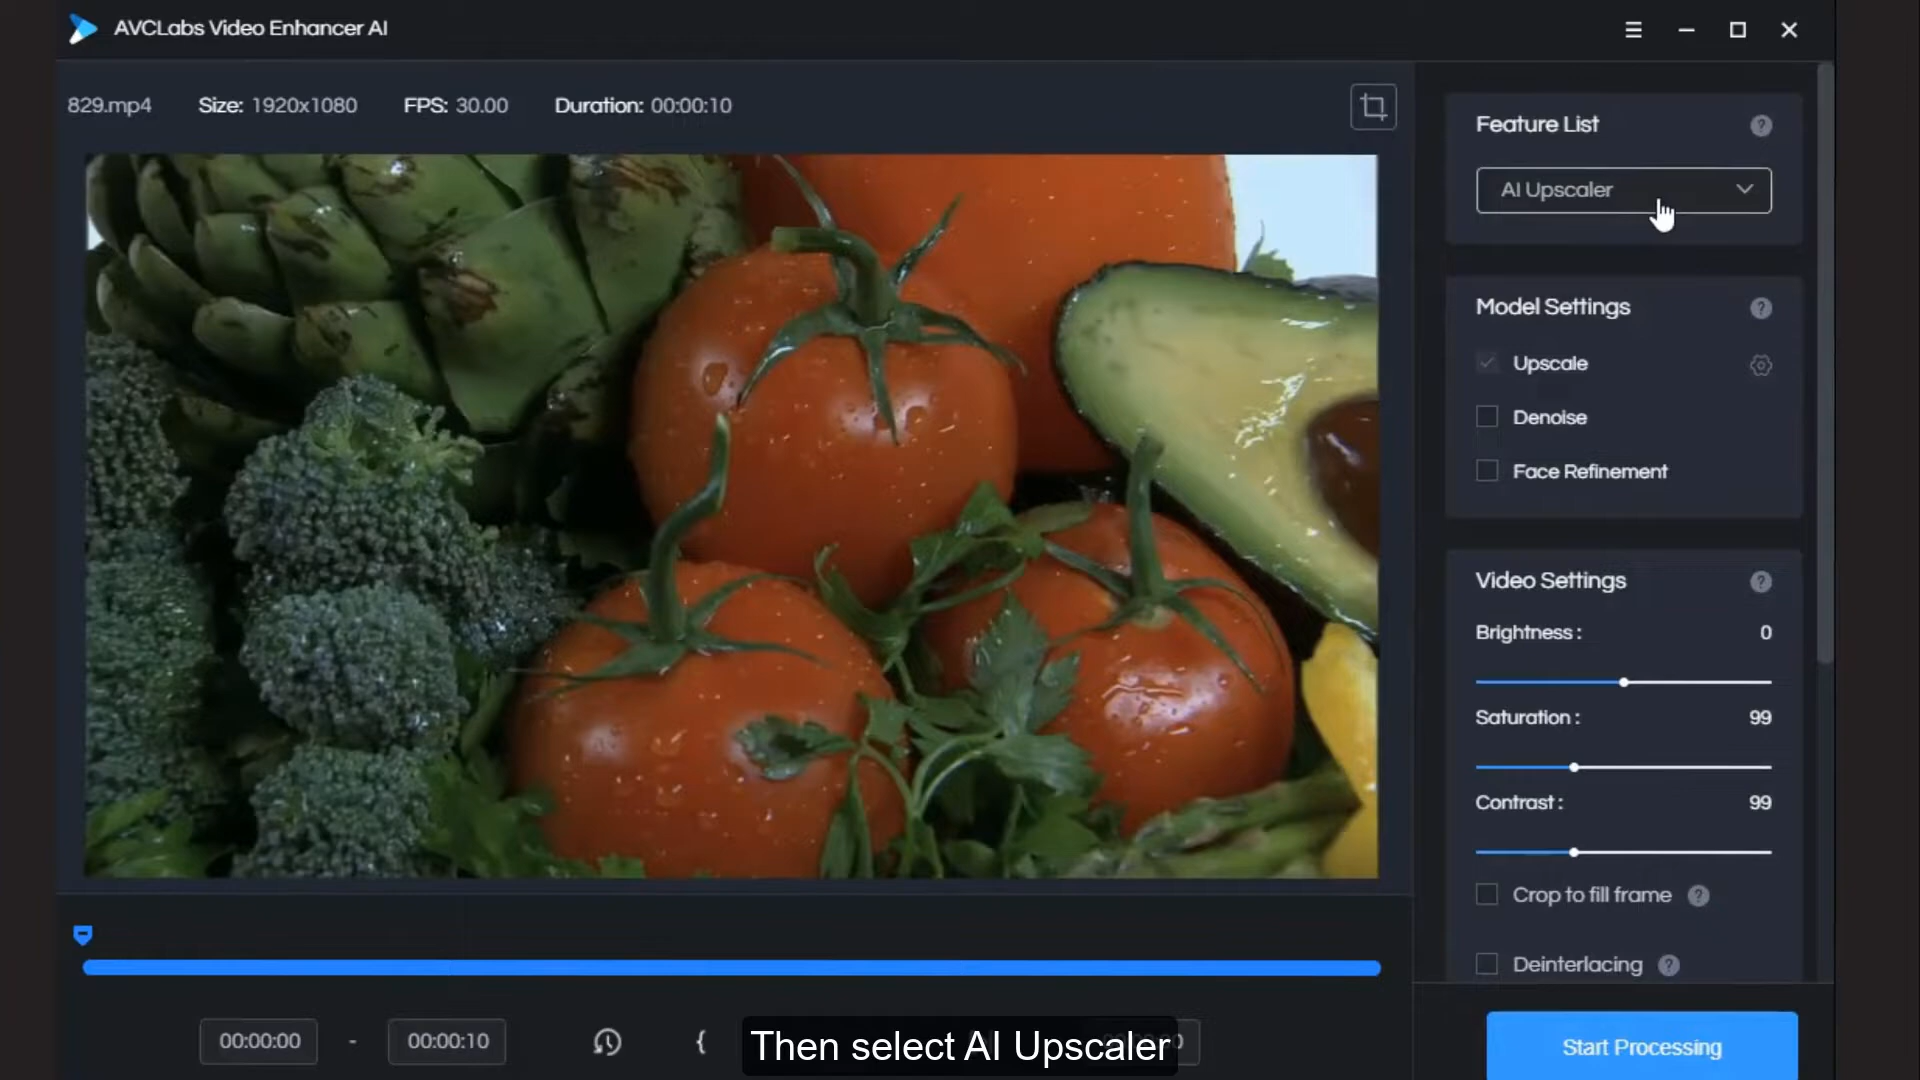 AVCLabs Video Enhancer AI
829.mp4 Size: 1920x1080 FPS: 30.00 Duration: 00:00:10
Feature List ?
AI Upscaler
Model Settings ?
Upscale
Denoise
Face Refinement
Video Settings ?
Brightness : 0
Saturation : 99
Contrast : 99
Crop to fill frame ?
Deinterlacing ?
00:00:00 - 00:00:10 {
Then select AI Upscaler
Start Processing